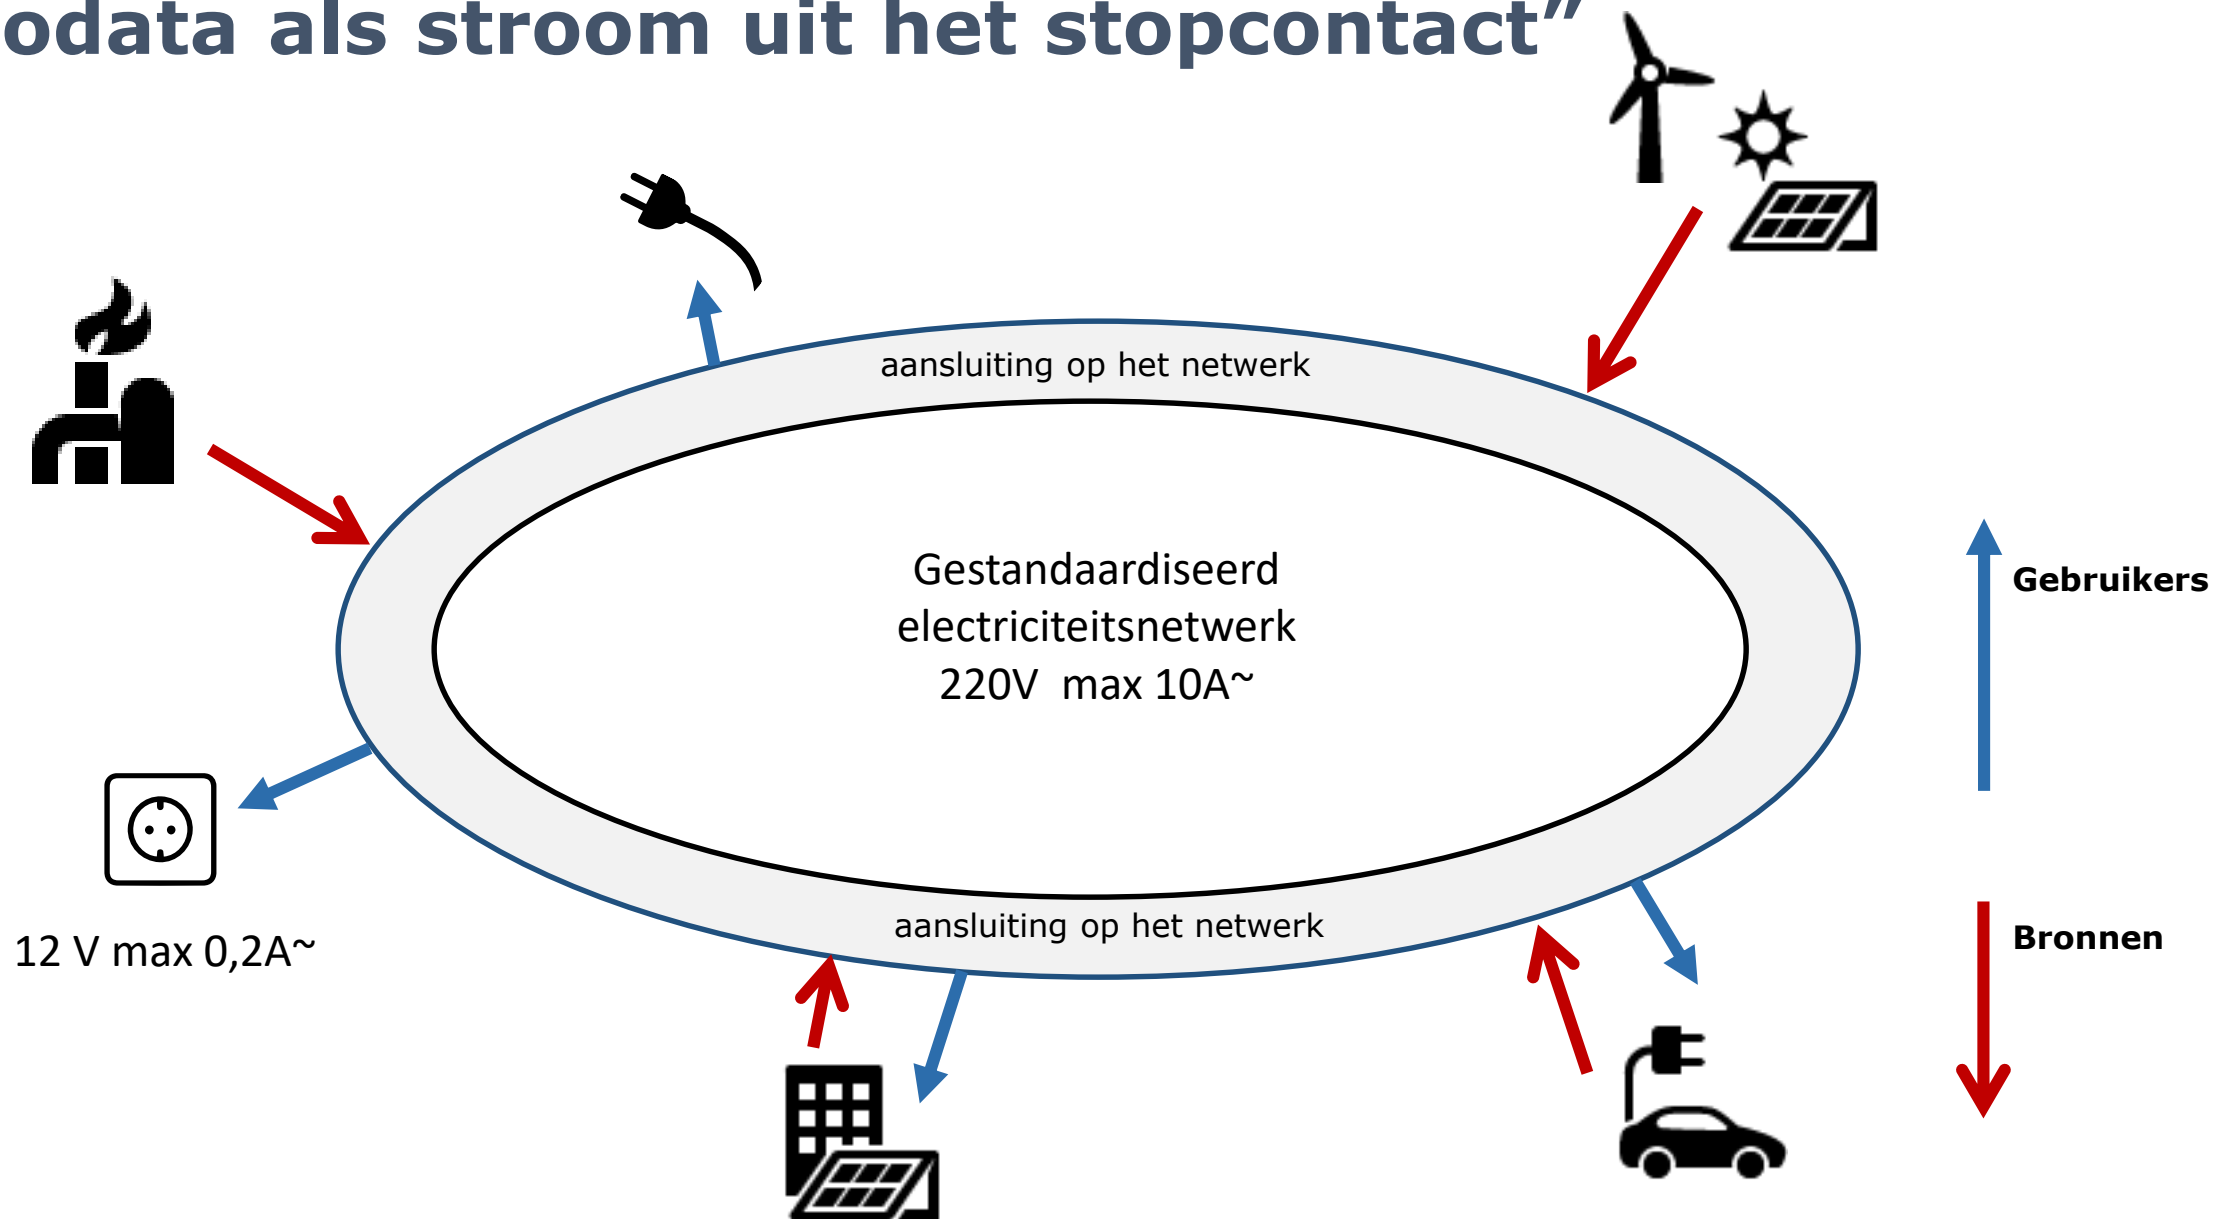 odata als stroom uit het stopcontact”
aansluiting op het netwerk
Gestandaardiseerd
electriciteitsnetwerk
220V max 10A~
Gebruikers
12 V max 0,2A~
aansluiting op het netwerk
Bronnen